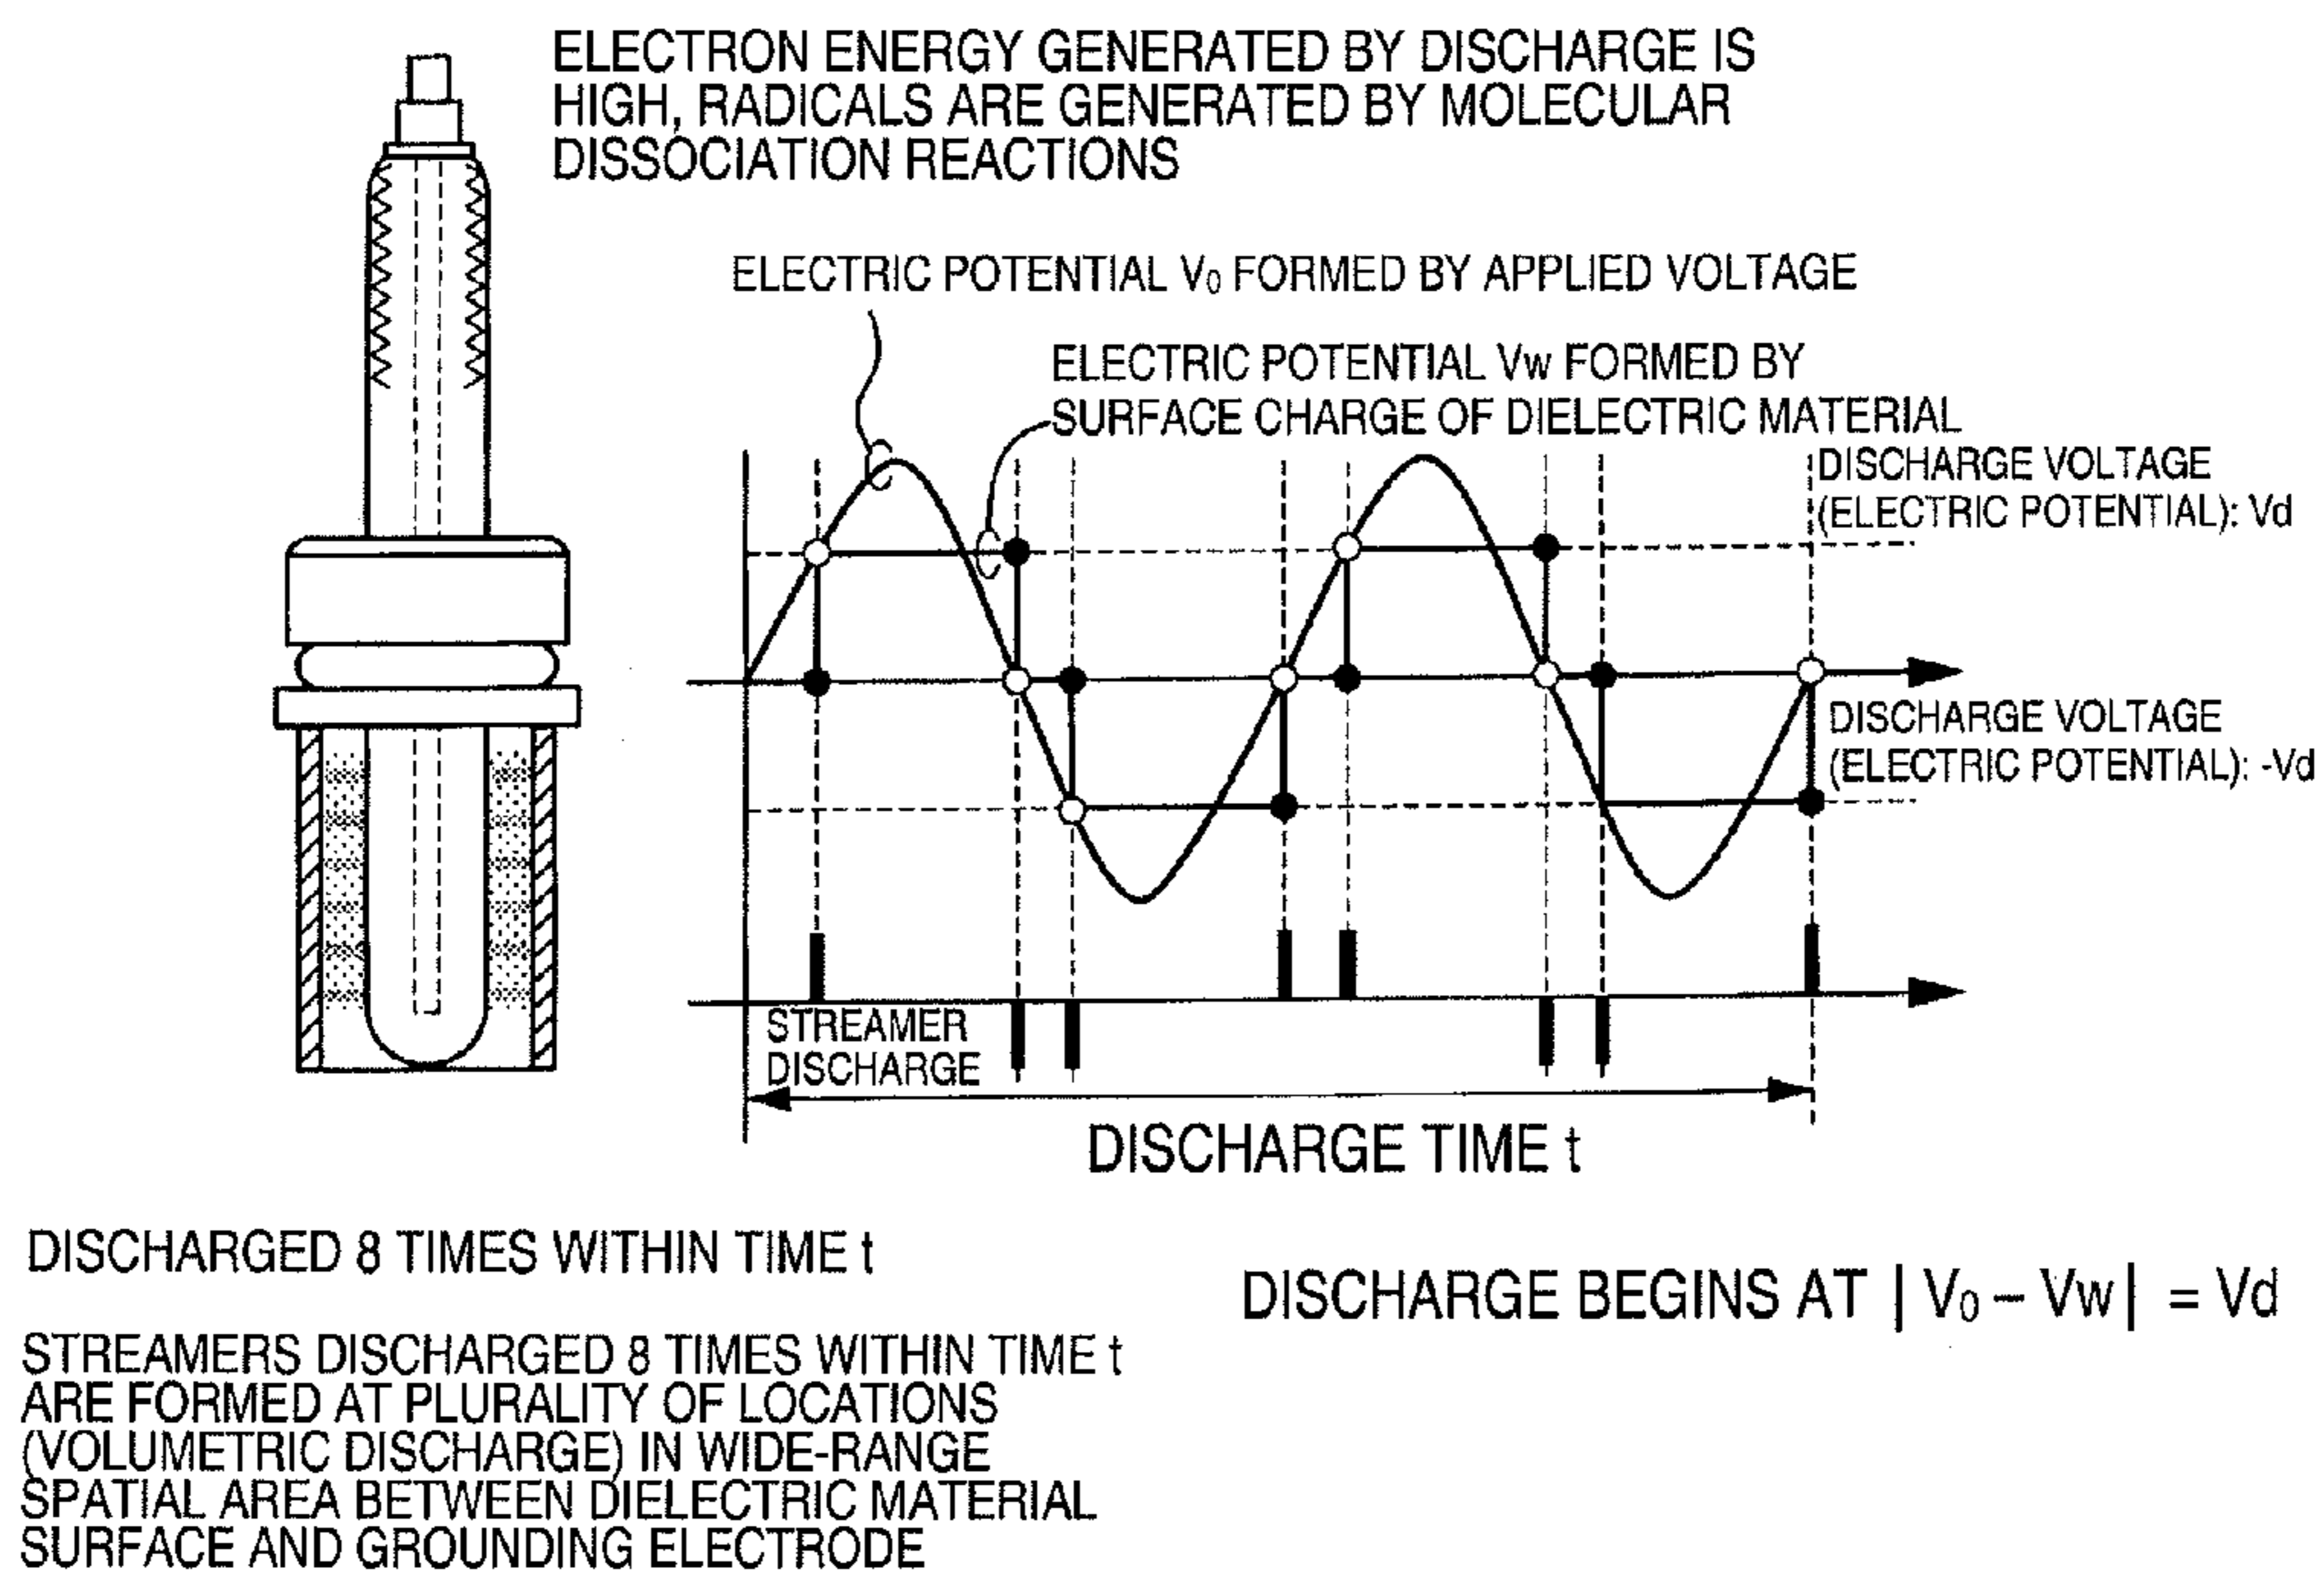 ELECTRON ENERGY GENERATED BY DISCHARGE IS
HIGH, RADICALS ARE GENERATED BY MOLECULAR
DISSOCIATION REACTIONS
ELECTRIC POTENTIAL V₀ FORMED BY APPLIED VOLTAGE
ELECTRIC POTENTIAL Vw FORMED BY
SURFACE CHARGE OF DIELECTRIC MATERIAL
DISCHARGE VOLTAGE
(ELECTRIC POTENTIAL): Vd
DISCHARGE VOLTAGE
(ELECTRIC POTENTIAL): -Vd
STREAMER
DISCHARGE
DISCHARGE TIME t
DISCHARGED 8 TIMES WITHIN TIME t
DISCHARGE BEGINS AT | V₀ – Vw | = Vd
STREAMERS DISCHARGED 8 TIMES WITHIN TIME t
ARE FORMED AT PLURALITY OF LOCATIONS
(VOLUMETRIC DISCHARGE) IN WIDE-RANGE
SPATIAL AREA BETWEEN DIELECTRIC MATERIAL
SURFACE AND GROUNDING ELECTRODE